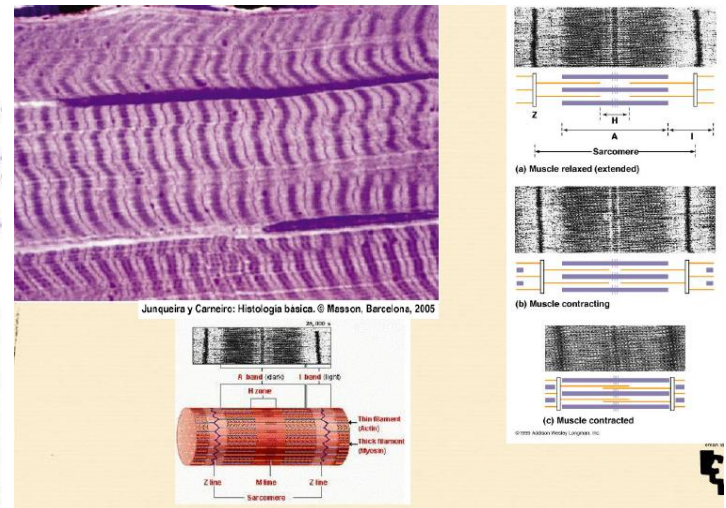 Junqueira y Carneiro: Histología básica. © Masson, Barcelona, 2005
A band (dark) I band (light)
H zone
Thin filament
(Actin)
Thick filament
(Myosin)
Z line M line Z line
Sarcomere
Z
H
A I
Sarcomere
(a) Muscle relaxed (extended)
(b) Muscle contracting
(c) Muscle contracted
©1999 Addison Wesley Longman, Inc.